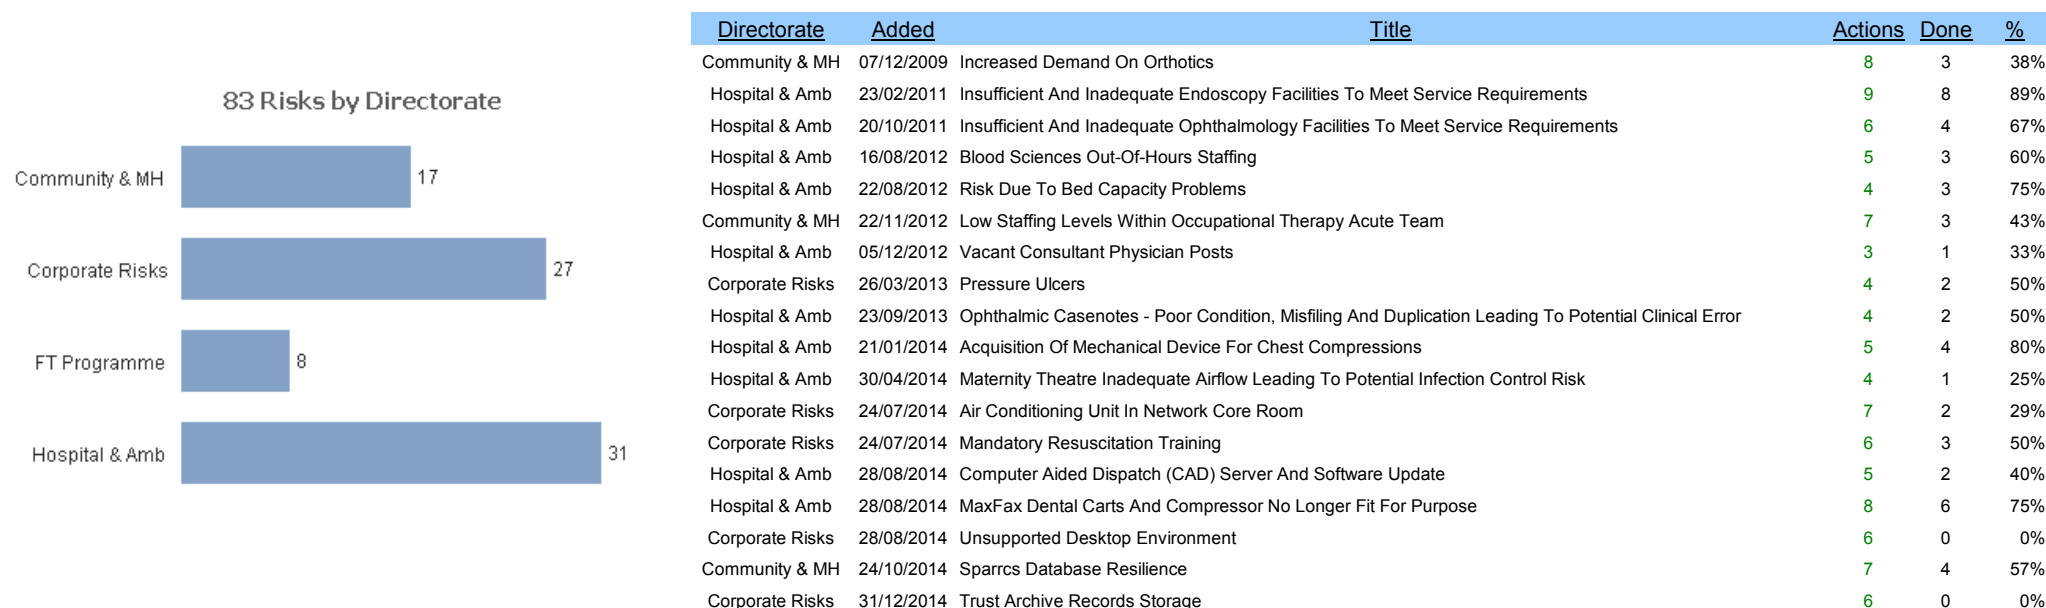 83 Risks by Directorate
Community & MH 17
Corporate Risks 27
FT Programme 8
Hospital & Amb 31
Directorate Added Title Actions Done %
Community & MH 07/12/2009 Increased Demand On Orthotics 8 3 38%
Hospital & Amb 23/02/2011 Insufficient And Inadequate Endoscopy Facilities To Meet Service Requirements 9 8 89%
Hospital & Amb 20/10/2011 Insufficient And Inadequate Ophthalmology Facilities To Meet Service Requirements 6 4 67%
Hospital & Amb 16/08/2012 Blood Sciences Out-Of-Hours Staffing 5 3 60%
Hospital & Amb 22/08/2012 Risk Due To Bed Capacity Problems 4 3 75%
Community & MH 22/11/2012 Low Staffing Levels Within Occupational Therapy Acute Team 7 3 43%
Hospital & Amb 05/12/2012 Vacant Consultant Physician Posts 3 1 33%
Corporate Risks 26/03/2013 Pressure Ulcers 4 2 50%
Hospital & Amb 23/09/2013 Ophthalmic Casenotes - Poor Condition, Misfiling And Duplication Leading To Potential Clinical Error 4 2 50%
Hospital & Amb 21/01/2014 Acquisition Of Mechanical Device For Chest Compressions 5 4 80%
Hospital & Amb 30/04/2014 Maternity Theatre Inadequate Airflow Leading To Potential Infection Control Risk 4 1 25%
Corporate Risks 24/07/2014 Air Conditioning Unit In Network Core Room 7 2 29%
Corporate Risks 24/07/2014 Mandatory Resuscitation Training 6 3 50%
Hospital & Amb 28/08/2014 Computer Aided Dispatch (CAD) Server And Software Update 5 2 40%
Hospital & Amb 28/08/2014 MaxFax Dental Carts And Compressor No Longer Fit For Purpose 8 6 75%
Corporate Risks 28/08/2014 Unsupported Desktop Environment 6 0 0%
Community & MH 24/10/2014 Sparrcs Database Resilience 7 4 57%
Corporate Risks 31/12/2014 Trust Archive Records Storage 6 0 0%